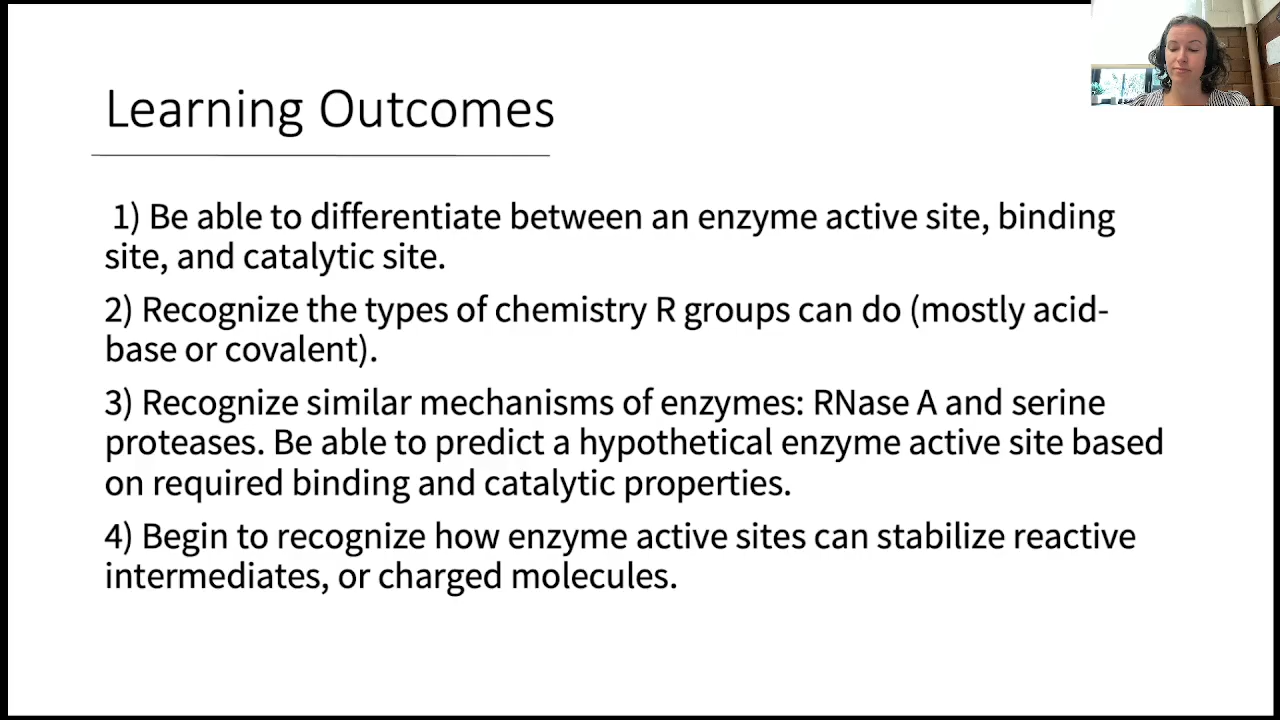 Learning Outcomes
1) Be able to differentiate between an enzyme active site, binding
site, and catalytic site.
2) Recognize the types of chemistry R groups can do (mostly acid-
base or covalent).
3) Recognize similar mechanisms of enzymes: RNase A and serine
proteases. Be able to predict a hypothetical enzyme active site based
on required binding and catalytic properties.
4) Begin to recognize how enzyme active sites can stabilize reactive
intermediates, or charged molecules.